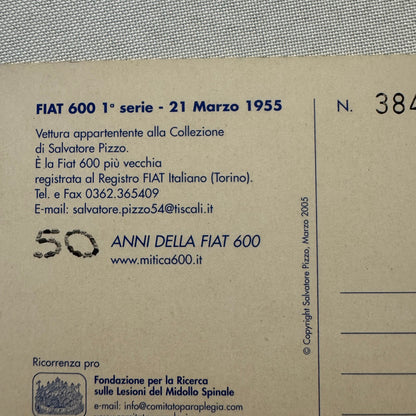 FIAT 600 1° serie - 21 Marzo 1955
N. 384
Vettura appartentente alla Collezione
di Salvatore Pizzo.
È la Fiat 600 più vecchia
registrata al Registro FIAT Italiano (Torino).
Tel. e Fax 0362.365409
E-mail: salvatore.pizzo54@tiscali.it
50 ANNI DELLA FIAT 600
www.mitica600.it
© Copyright Salvatore Pizzo, Marzo 2005
Ricorrenza pro
Fondazione per la Ricerca
sulle Lesioni del Midollo Spinale
e-mail: info@comitatoparaplegia.com